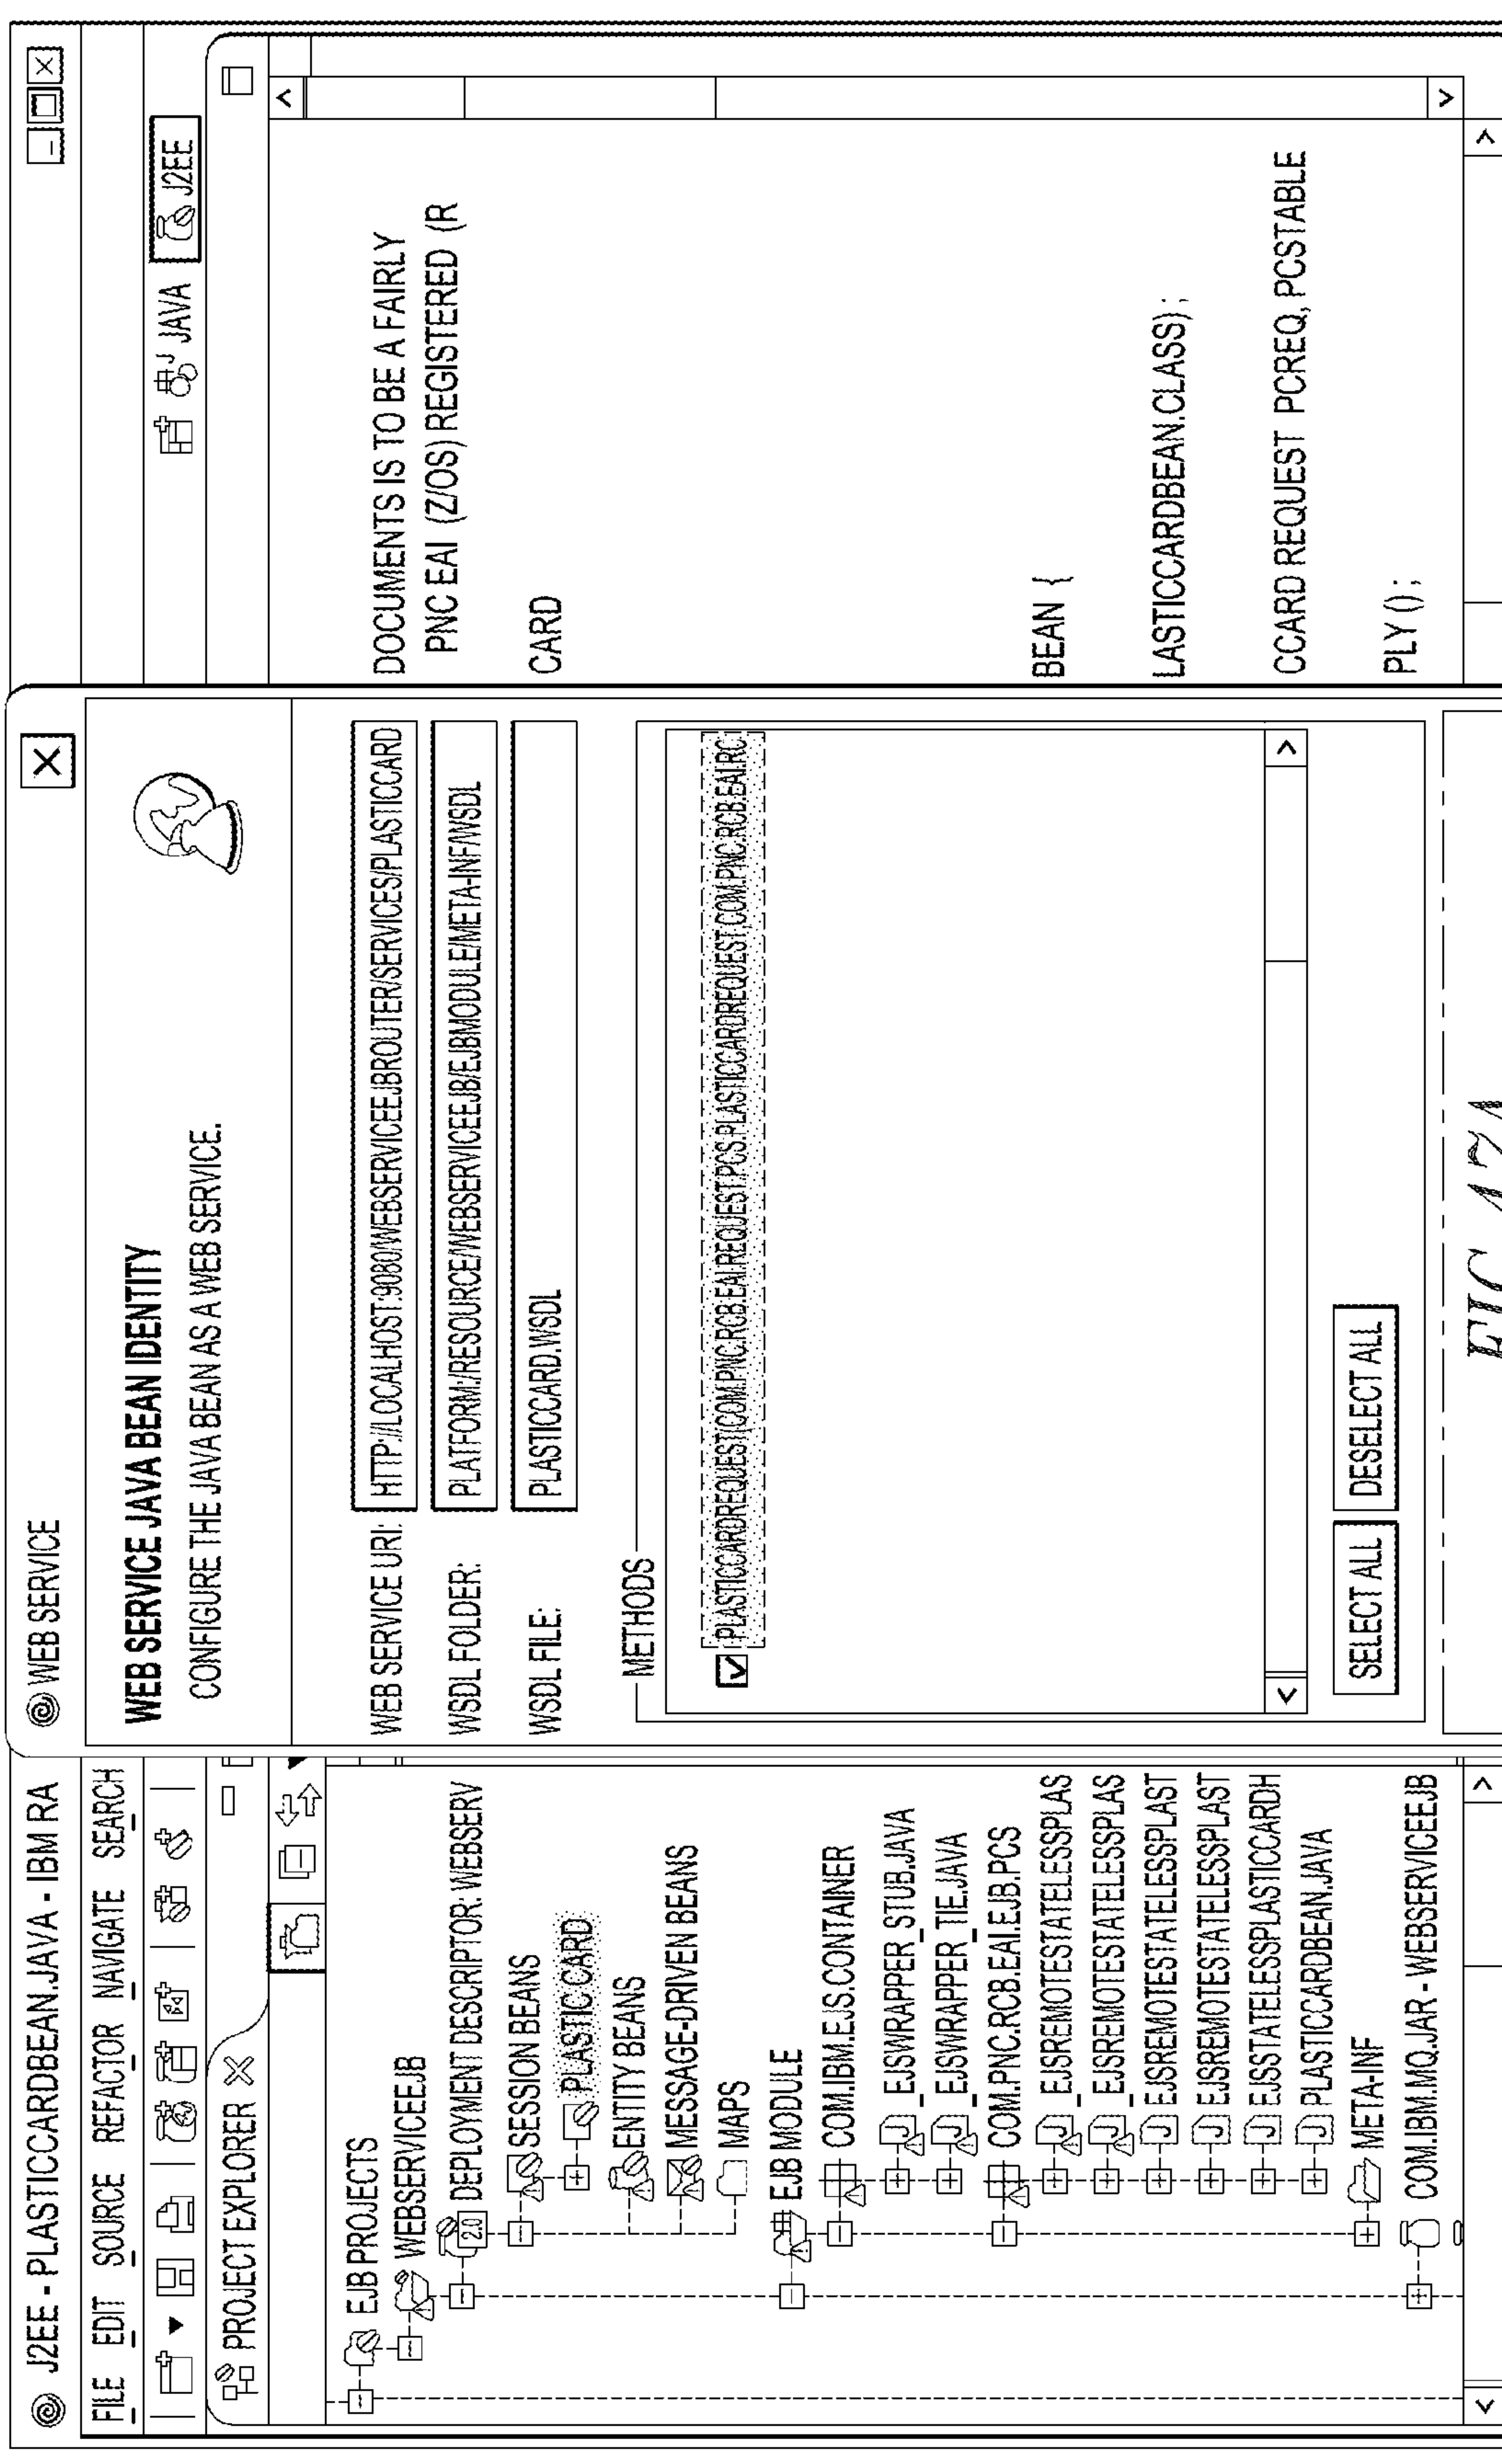 J2EE - PLASTICCARDBEAN.JAVA - IBM RA
FILE EDIT SOURCE REFACTOR NAVIGATE SEARCH
PROJECT EXPLORER
EJB PROJECTS
WEBSERVICEEJB
2.0 DEPLOYMENT DESCRIPTOR: WEBSERV
SESSION BEANS
PLASTIC CARD
ENTITY BEANS
MESSAGE-DRIVEN BEANS
MAPS
EJB MODULE
COM.IBM.EJS.CONTAINER
J _EJSWRAPPER_STUB.JAVA
J _EJSWRAPPER_TIE.JAVA
COM.PNC.RCB.EAI.EJB.PCS
J _EJSREMOTESTATELESSPLAS
J _EJSREMOTESTATELESSPLAS
J EJSREMOTESTATELESSPLAST
J EJSREMOTESTATELESSPLAST
J EJSSTATELESSPLASTICCARDH
J PLASTICCARDBEAN.JAVA
META-INF
COM.IBM.MQ.JAR - WEBSERVICEEJB
WEB SERVICE
WEB SERVICE JAVA BEAN IDENTITY
CONFIGURE THE JAVA BEAN AS A WEB SERVICE.
WEB SERVICE URI: HTTP://LOCALHOST:9080/WEBSERVICEEJBROUTER/SERVICES/PLASTICCARD
WSDL FOLDER: PLATFORM:/RESOURCE/WEBSERVICEEJB/EJBMODULE/META-INF/WSDL
WSDL FILE: PLASTICCARD.WSDL
METHODS
PLASTICCARDREQUEST(COM.PNC.RCB.EAI.REQUEST.PCS.PLASTICCARDREQUEST,COM.PNC.RCB.EAI.RC
SELECT ALL DESELECT ALL
J JAVA J2EE
DOCUMENTS IS TO BE A FAIRLY
PNC EAI (Z/OS) REGISTERED (R
CARD
BEAN {
LASTICCARDBEAN.CLASS);
CCARD REQUEST PCREQ, PCSTABLE
PLY ();